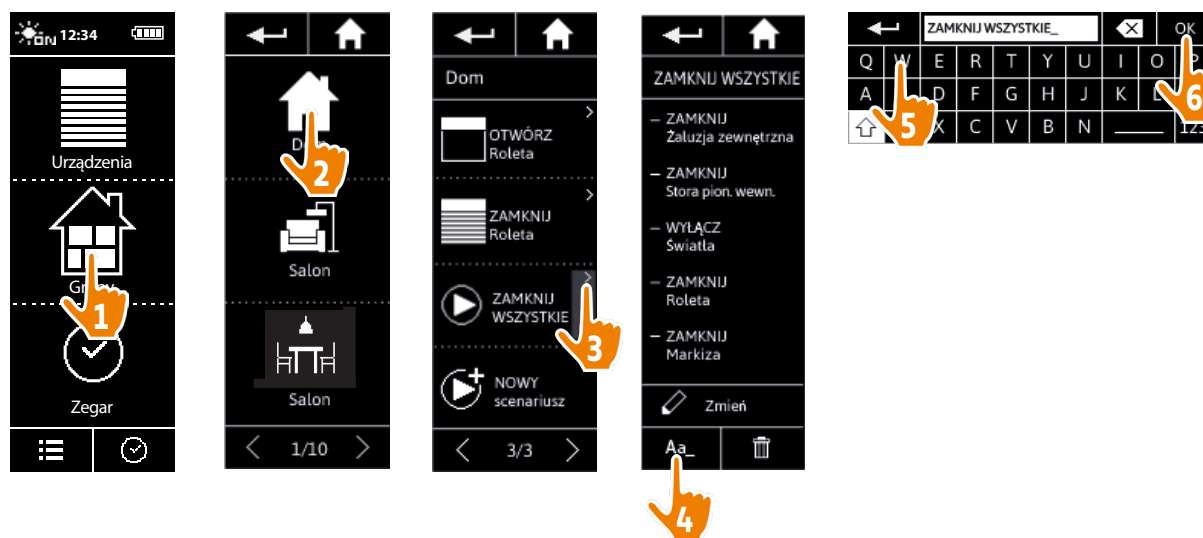 ON 12:34
Urządzenia
1
Zegar
2
Salon
Salon
1/10
Dom
OTWÓRZ
Roleta
ZAMKNIJ
Roleta
ZAMKNIJ
WSZYSTKIE
3
NOWY
scenariusz
3/3
ZAMKNIJ WSZYSTKIE
– ZAMKNIJ
Żaluzja zewnętrzna
– ZAMKNIJ
Stora pion. wewn.
– WYŁĄCZ
Światła
– ZAMKNIJ
Roleta
– ZAMKNIJ
Markiza
Zmień
Aa_
4
ZAMKNIJ WSZYSTKIE_ OK
Q W E R T Y U I O P
A D F G H J K L
X C V B N 123
5
6